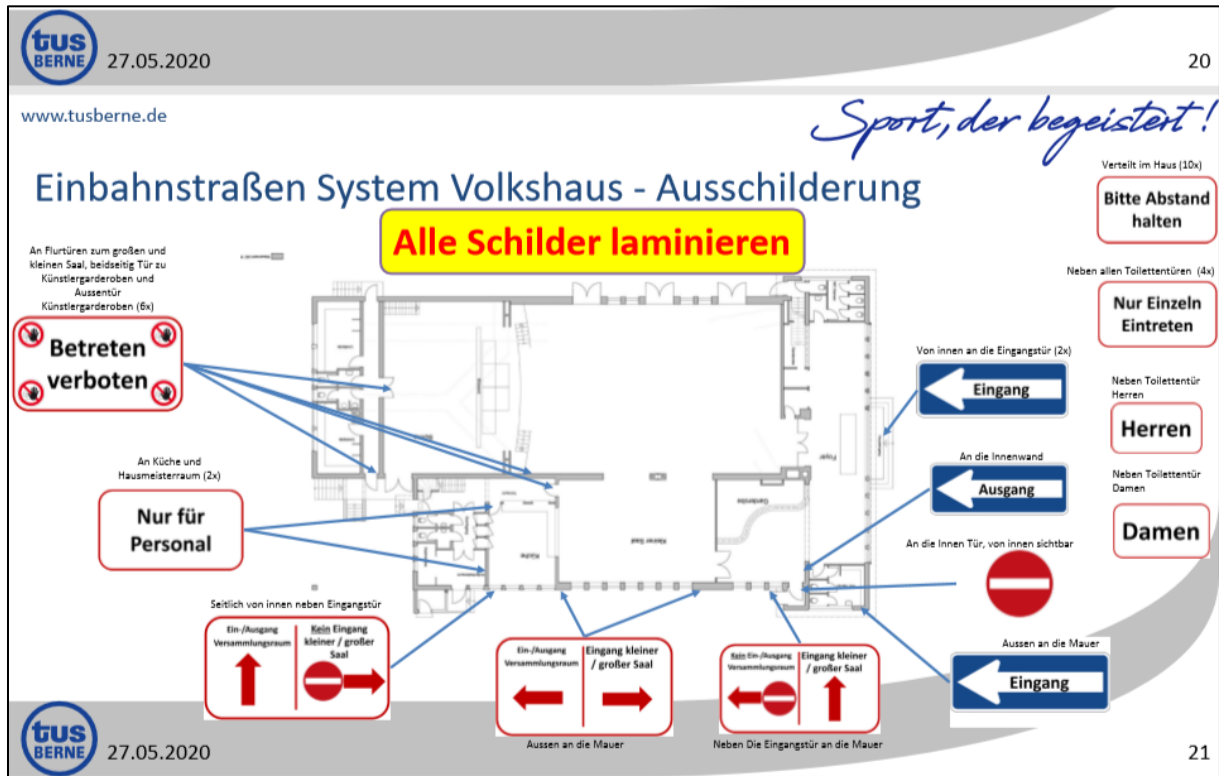 tus
BERNE
27.05.2020
20
www.tusberne.de
Sport, der begeistert!
Einbahnstraßen System Volkshaus - Ausschilderung
Alle Schilder laminieren
Verteilt im Haus (10x)
Bitte Abstand
halten
An Flurtüren zum großen und
kleinen Saal, beidseitig Tür zu
Künstlergarderoben und
Aussentür
Künstlergarderoben (6x)
Betreten
verboten
Neben allen Toilettentüren (4x)
Nur Einzeln
Eintreten
Von innen an die Eingangstür (2x)
Eingang
Neben Toilettentür
Herren
Herren
An Küche und
Hausmeisterraum (2x)
Nur für
Personal
An die Innenwand
Ausgang
Neben Toilettentür
Damen
Damen
An die Innen Tür, von innen sichtbar
Foyer
Garderobe
Kleiner Saal
Küche
Seitlich von innen neben Eingangstür
Ein-/Ausgang
Versammlungsraum
Kein Eingang
kleiner / großer
Saal
Ein-/Ausgang
Versammlungsraum
Eingang kleiner
/ großer Saal
Aussen an die Mauer
Kein Ein-/Ausgang
Versammlungsraum
Eingang kleiner
/ großer Saal
Neben Die Eingangstür an die Mauer
Aussen an die Mauer
Eingang
tus
BERNE
27.05.2020
21